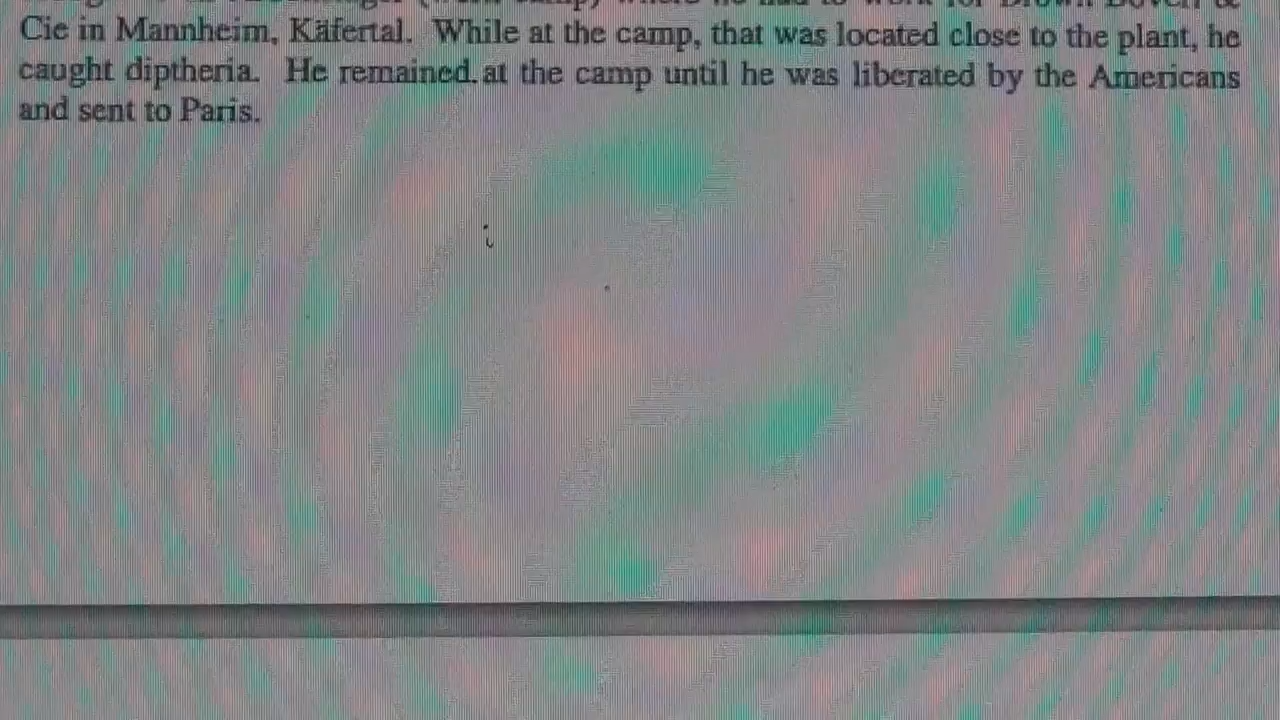 Cie in Mannheim, Käfertal. While at the camp, that was located close to the plant, he
caught diptheria. He remained at the camp until he was liberated by the Americans
and sent to Paris.